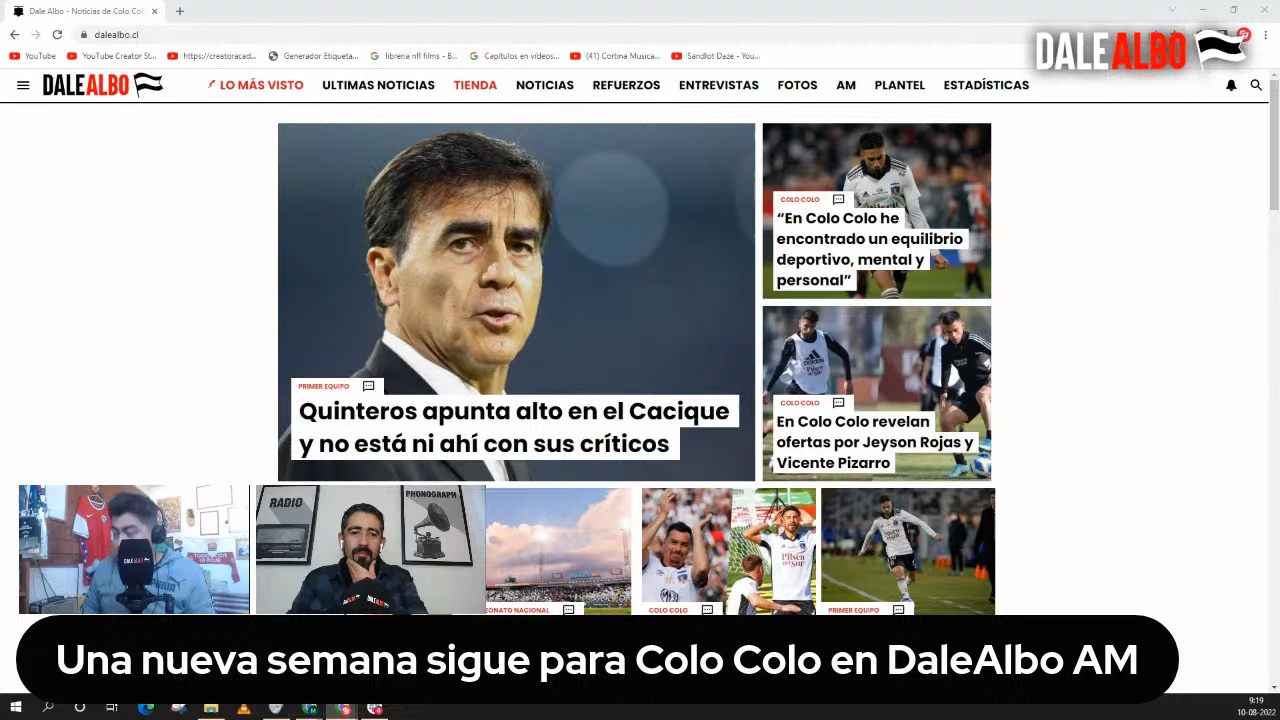 Dale Albo - Noticias de Colo Col
dalealbo.cl
YouTube
YouTube Creator St...
https://creatoracad...
Generador Etiqueta...
libreria nfl films - B...
Capítulos en vídeos...
(41) Cortina Musica...
Sandlot Daze - You...
DALEALBO
DALEALBO
LO MÁS VISTO
ULTIMAS NOTICIAS
TIENDA
NOTICIAS
REFUERZOS
ENTREVISTAS
FOTOS
AM
PLANTEL
ESTADÍSTICAS
PRIMER EQUIPO
Quinteros apunta alto en el Cacique
y no está ni ahí con sus críticos
COLO COLO
“En Colo Colo he
encontrado un equilibrio
deportivo, mental y
personal”
COLO COLO
En Colo Colo revelan
ofertas por Jeyson Rojas y
Vicente Pizarro
RADIO
PHONOGRAPH
DALEALBO
EONATO NACIONAL
COLO COLO
PRIMER EQUIPO
Una nueva semana sigue para Colo Colo en DaleAlbo AM
9:19
10-08-2022